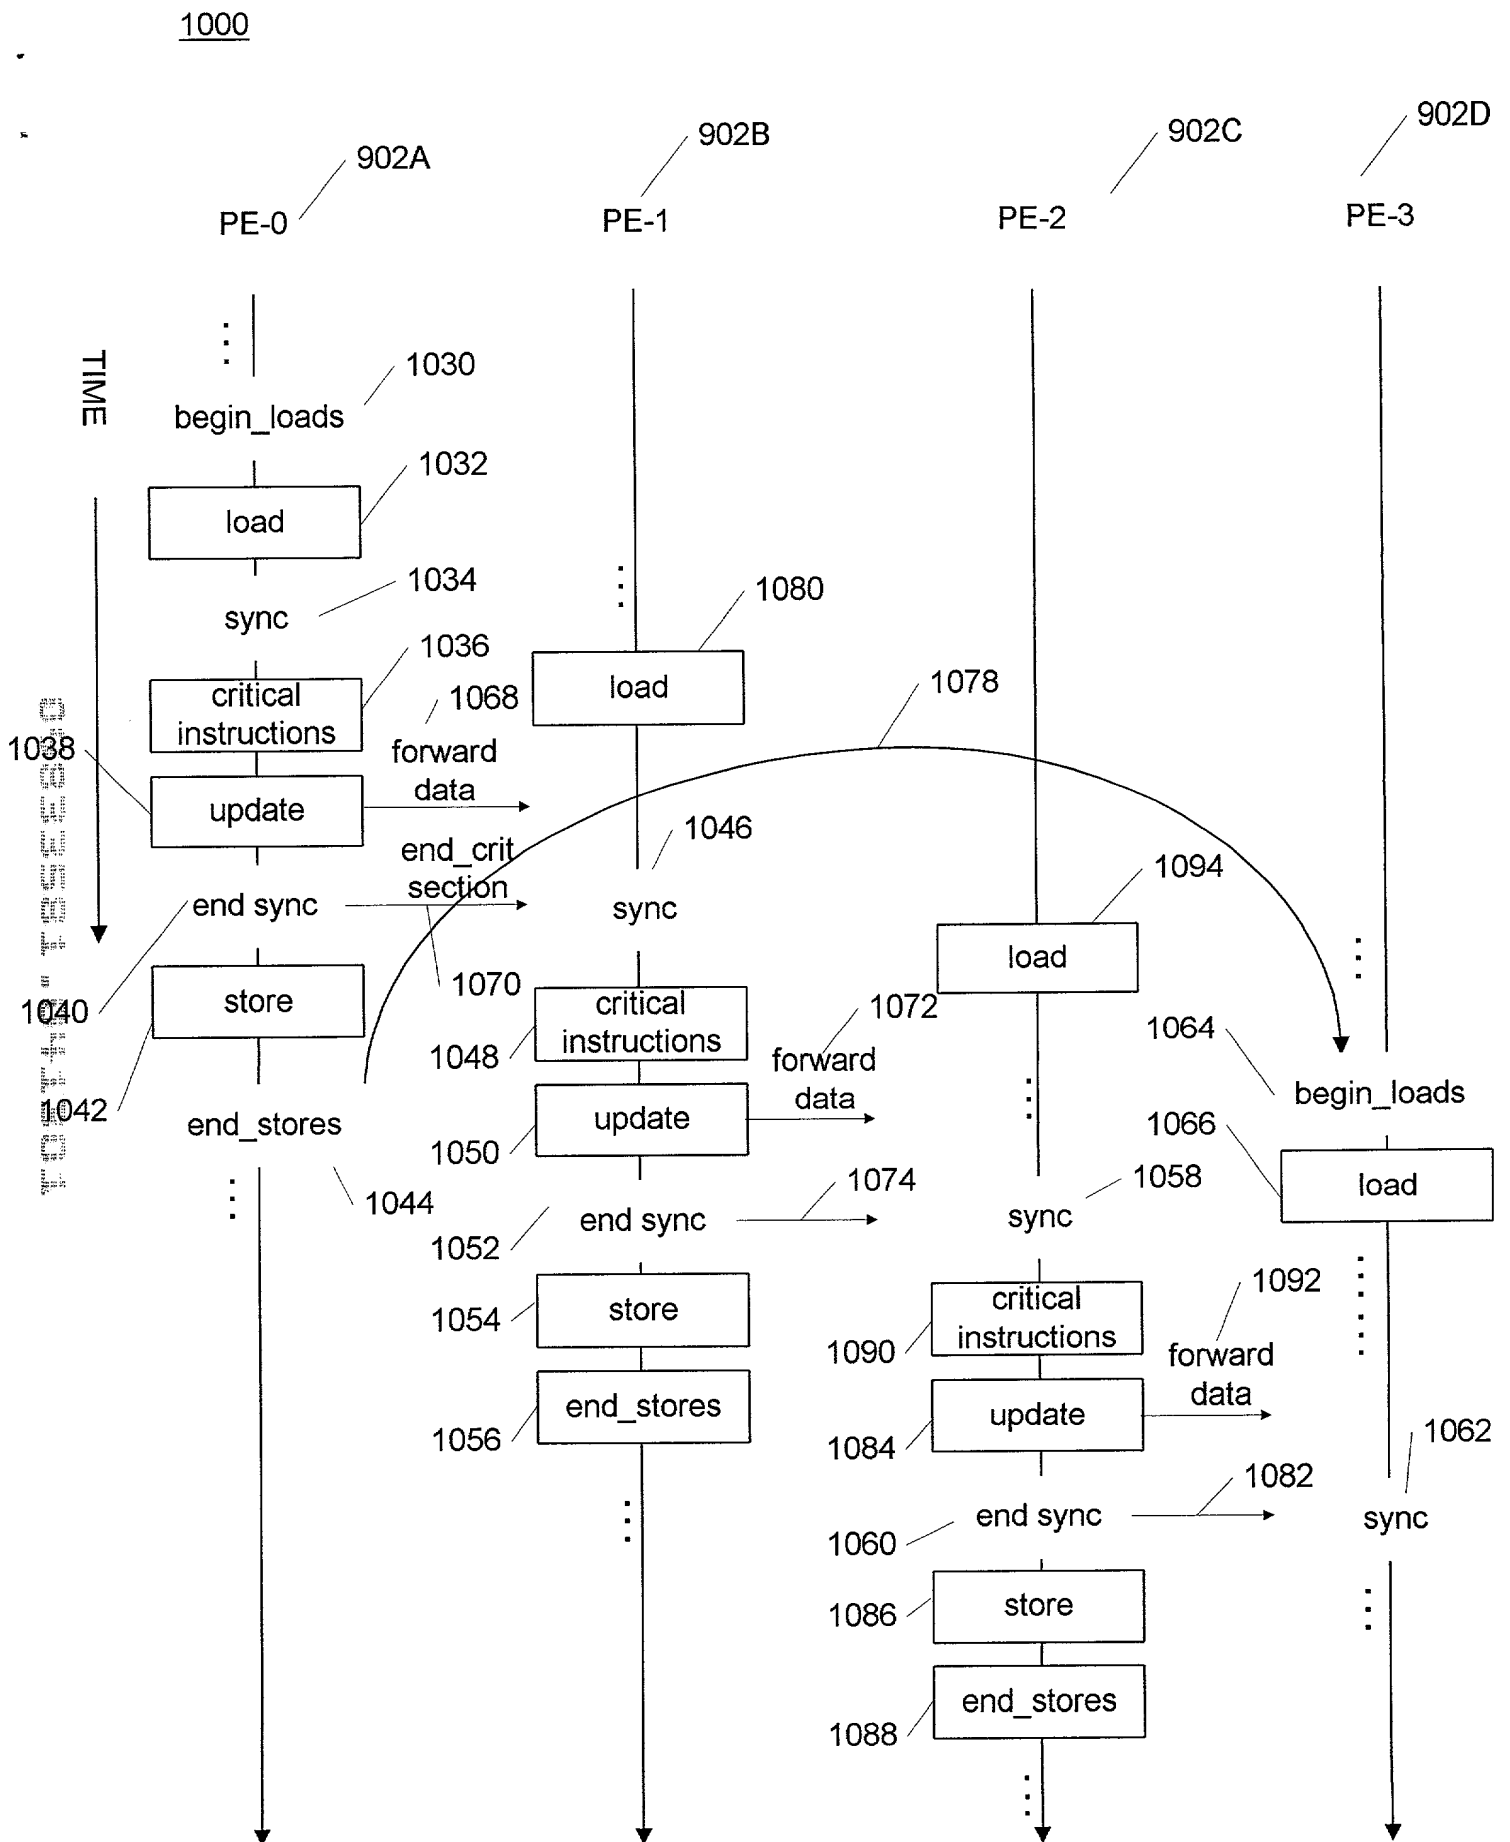 1000
902A
902B
902C
902D
PE-0
PE-1
PE-2
PE-3
TIME
1030
begin_loads
1032
load
1034
sync
1080
load
1036
critical
instructions
1068
forward
data
1078
1038
update
1046
end_crit
section
end sync
sync
1094
load
1040
store
1070
1042
critical
instructions
1048
1072
forward
data
1064
begin_loads
end_stores
1044
update
1050
1066
load
1074
1058
end sync
1052
sync
store
1054
critical
instructions
1090
1092
forward
data
end_stores
1056
update
1084
1062
1082
end sync
1060
sync
store
1086
end_stores
1088